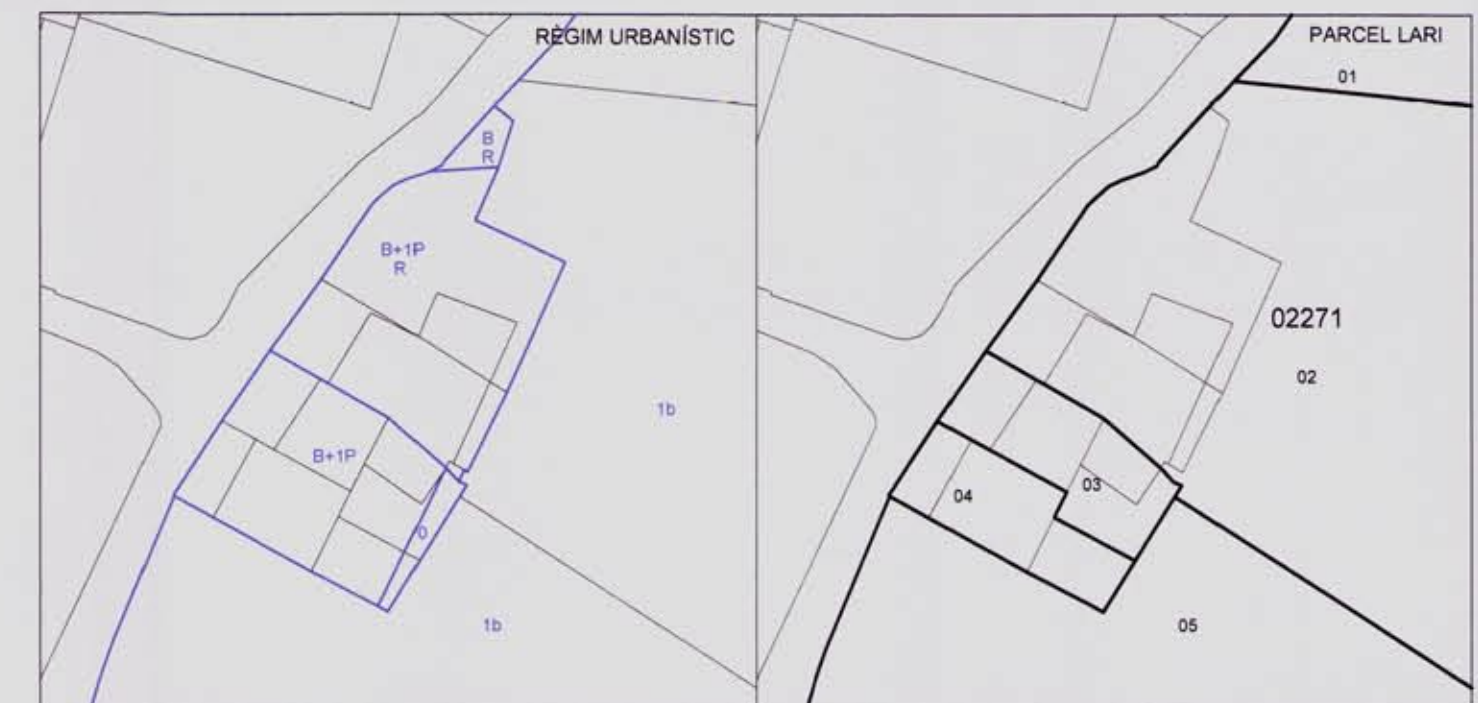 RÈGIM URBANÍSTIC
B
R
B+1P
R
1b
B+1P
0
1b
PARCEL LARI
01
02271
02
03
04
05